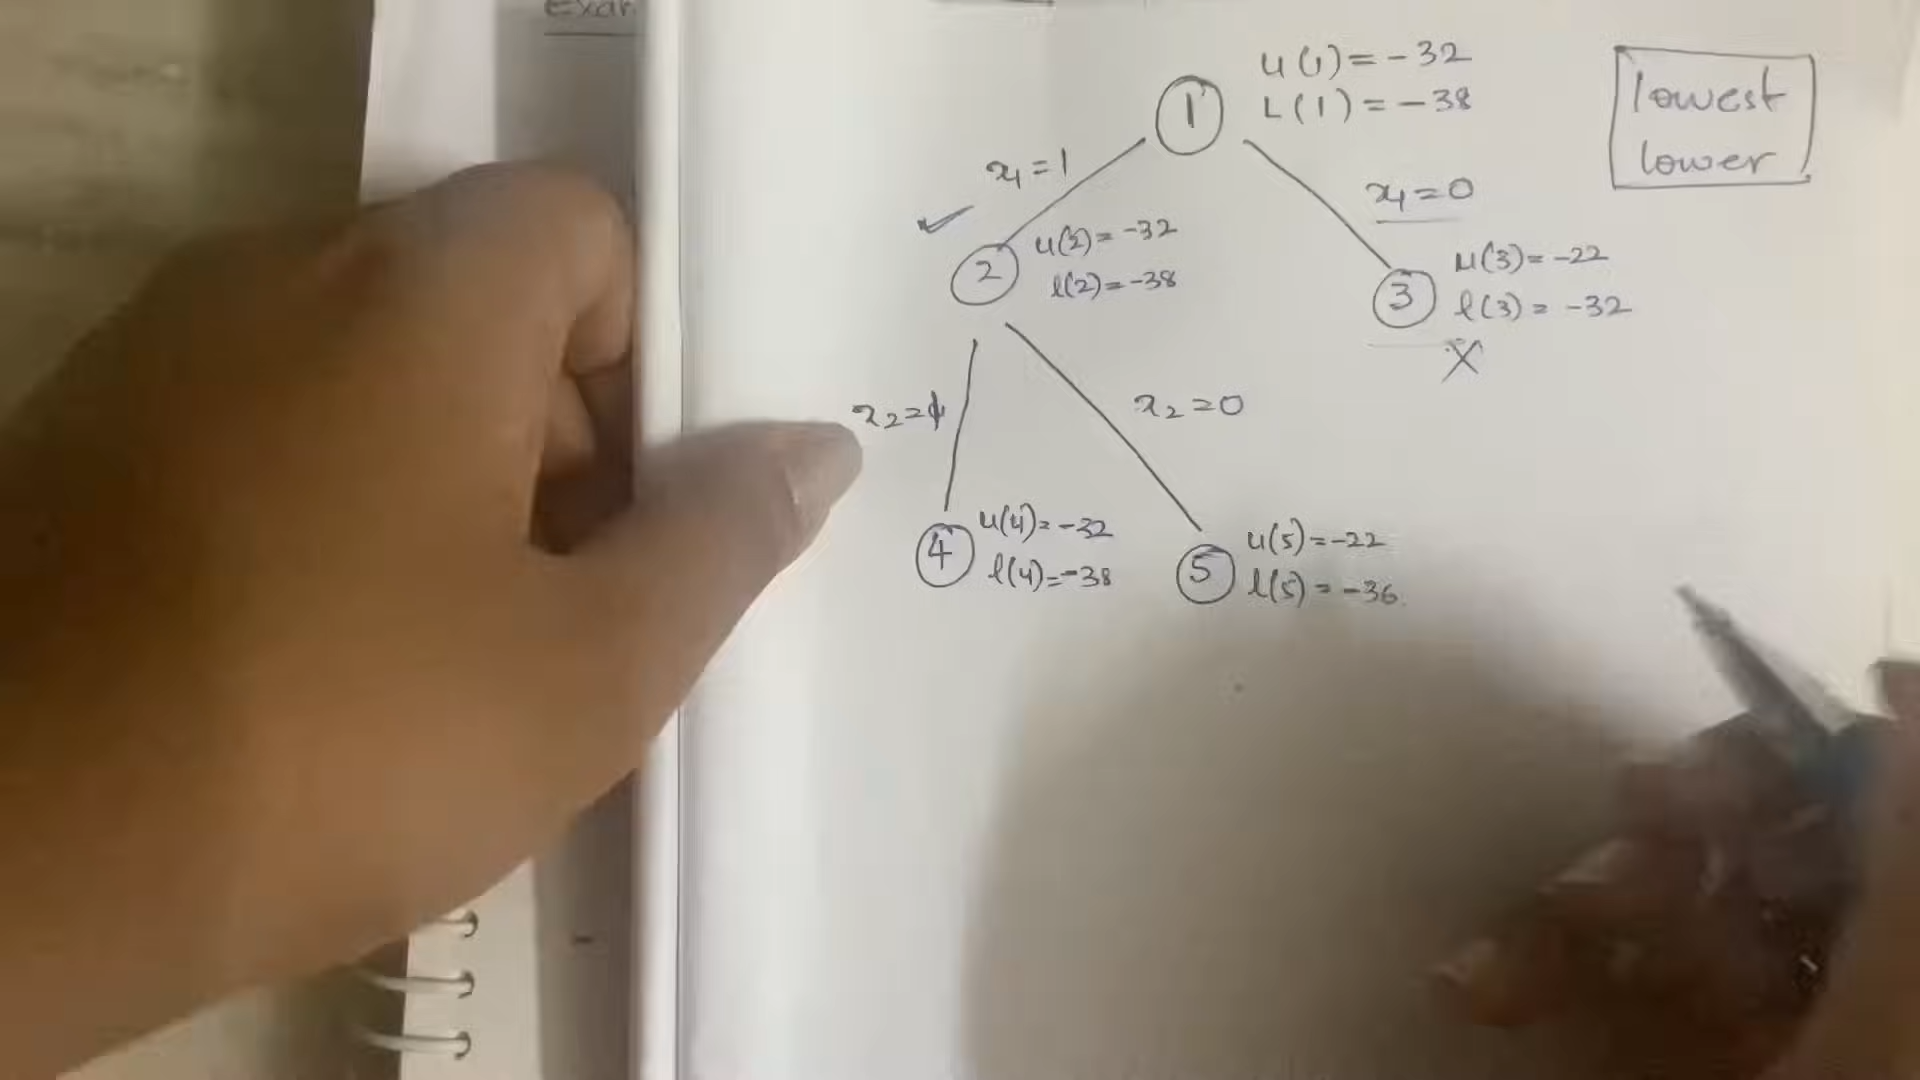 Exam
u(1) = -32
L(1) = -38
lowest
lower
1
x₁=1
x₁=0
2
u(2)= -32
l(2)= -38
3
u(3)= -22
l(3)= -32
X
x₂=1
x₂=0
4
u(4)= -32
l(4)= -38
5
u(5)= -22
l(5)= -36